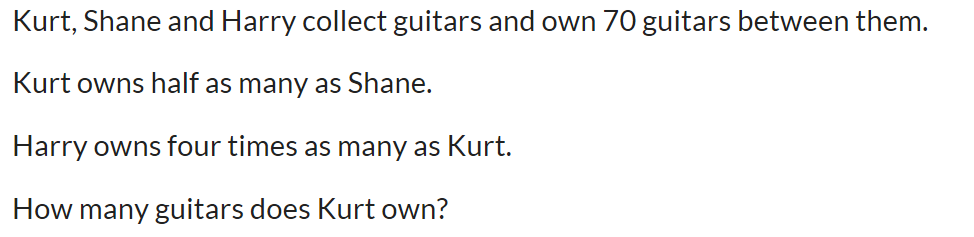 Kurt, Shane and Harry collect guitars and own 70 guitars between them.
Kurt owns half as many as Shane.
Harry owns four times as many as Kurt.
How many guitars does Kurt own?